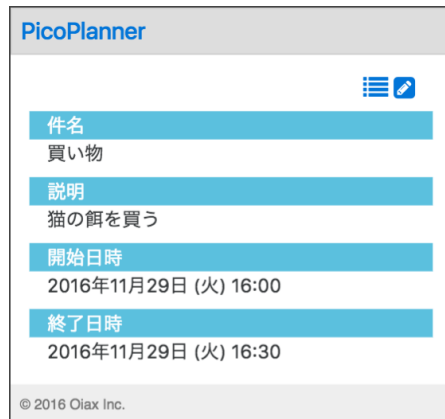 PicoPlanner
件名
買い物
説明
猫の餌を買う
開始日時
2016年11月29日 (火) 16:00
終了日時
2016年11月29日 (火) 16:30
© 2016 Oiax Inc.